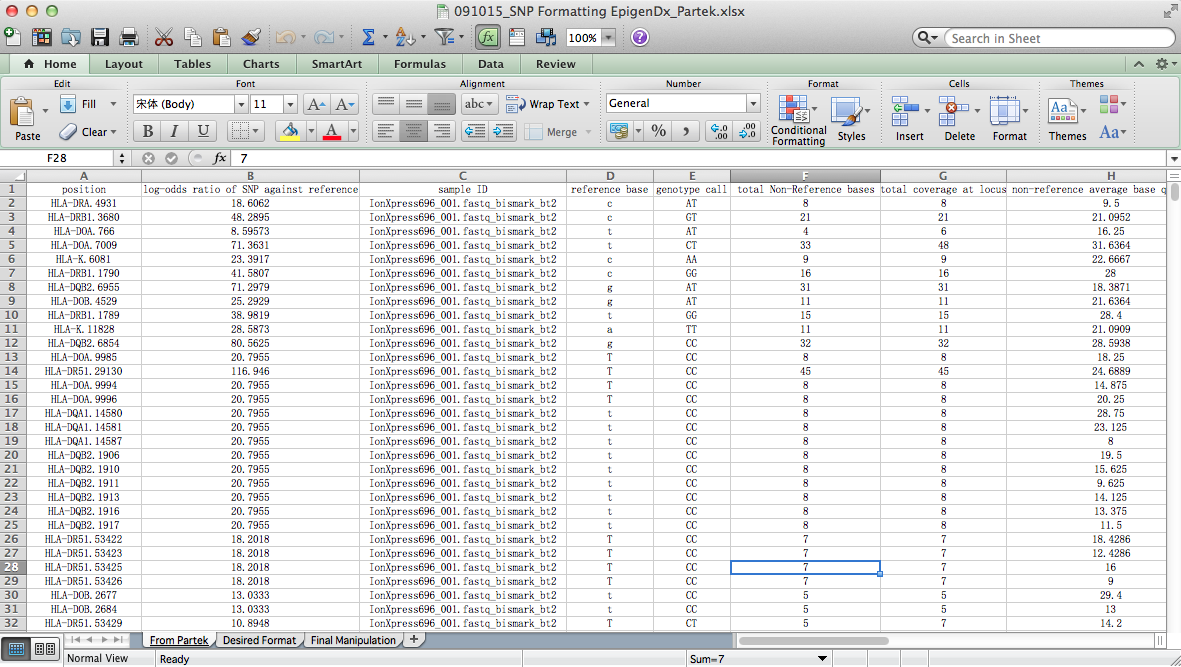 091015_SNP Formatting EpigenDx_Partek.xlsx
100% Search in Sheet
Home Layout Tables Charts SmartArt Formulas Data Review
Edit Font Alignment Number Format Cells Themes
Fill 宋体 (Body) 11 A A abc Wrap Text General
Paste Clear B I U A Merge % , .0 .00 .00 .0 Conditional Formatting Styles Insert Delete Format Themes Aa Aa
F28 fx 7
A B C D E F G H
1 position log-odds ratio of SNP against reference sample ID reference base genotype call total Non-Reference bases total coverage at locus non-reference average base q
2 HLA-DRA.4931 18.6062 IonXpress696_001.fastq_bismark_bt2 c AT 8 8 9.5
3 HLA-DRB1.3680 48.2895 IonXpress696_001.fastq_bismark_bt2 c GT 21 21 21.0952
4 HLA-DOA.766 8.59573 IonXpress696_001.fastq_bismark_bt2 t AT 4 6 16.25
5 HLA-DOA.7009 71.3631 IonXpress696_001.fastq_bismark_bt2 t CT 33 48 31.6364
6 HLA-K.6081 23.3917 IonXpress696_001.fastq_bismark_bt2 c AA 9 9 22.6667
7 HLA-DRB1.1790 41.5807 IonXpress696_001.fastq_bismark_bt2 c GG 16 16 28
8 HLA-DQB2.6955 71.2979 IonXpress696_001.fastq_bismark_bt2 g AT 31 31 18.3871
9 HLA-DOB.4529 25.2929 IonXpress696_001.fastq_bismark_bt2 g AT 11 11 21.6364
10 HLA-DRB1.1789 38.9819 IonXpress696_001.fastq_bismark_bt2 t GG 15 15 28.4
11 HLA-K.11828 28.5873 IonXpress696_001.fastq_bismark_bt2 a TT 11 11 21.0909
12 HLA-DQB2.6854 80.5625 IonXpress696_001.fastq_bismark_bt2 g CC 32 32 28.5938
13 HLA-DOA.9985 20.7955 IonXpress696_001.fastq_bismark_bt2 T CC 8 8 18.25
14 HLA-DR51.29130 116.946 IonXpress696_001.fastq_bismark_bt2 T CC 45 45 24.6889
15 HLA-DOA.9994 20.7955 IonXpress696_001.fastq_bismark_bt2 T CC 8 8 14.875
16 HLA-DOA.9996 20.7955 IonXpress696_001.fastq_bismark_bt2 T CC 8 8 20.25
17 HLA-DQA1.14580 20.7955 IonXpress696_001.fastq_bismark_bt2 t CC 8 8 28.75
18 HLA-DQA1.14581 20.7955 IonXpress696_001.fastq_bismark_bt2 t CC 8 8 23.125
19 HLA-DQA1.14587 20.7955 IonXpress696_001.fastq_bismark_bt2 t CC 8 8 8
20 HLA-DQB2.1906 20.7955 IonXpress696_001.fastq_bismark_bt2 t CC 8 8 19.5
21 HLA-DQB2.1910 20.7955 IonXpress696_001.fastq_bismark_bt2 t CC 8 8 15.625
22 HLA-DQB2.1911 20.7955 IonXpress696_001.fastq_bismark_bt2 t CC 8 8 9.625
23 HLA-DQB2.1913 20.7955 IonXpress696_001.fastq_bismark_bt2 t CC 8 8 14.125
24 HLA-DQB2.1916 20.7955 IonXpress696_001.fastq_bismark_bt2 t CC 8 8 13.375
25 HLA-DQB2.1917 20.7955 IonXpress696_001.fastq_bismark_bt2 t CC 8 8 11.5
26 HLA-DR51.53422 18.2018 IonXpress696_001.fastq_bismark_bt2 T CC 7 7 18.4286
27 HLA-DR51.53423 18.2018 IonXpress696_001.fastq_bismark_bt2 T CC 7 7 12.4286
28 HLA-DR51.53425 18.2018 IonXpress696_001.fastq_bismark_bt2 T CC 7 7 16
29 HLA-DR51.53426 18.2018 IonXpress696_001.fastq_bismark_bt2 T CC 7 7 9
30 HLA-DOB.2677 13.0333 IonXpress696_001.fastq_bismark_bt2 t CC 5 5 29.4
31 HLA-DOB.2684 13.0333 IonXpress696_001.fastq_bismark_bt2 t CC 5 5 13
32 HLA-DR51.53429 10.8948 IonXpress696_001.fastq_bismark_bt2 T CT 5 7 14.2
From Partek Desired Format Final Manipulation +
Normal View Ready Sum=7